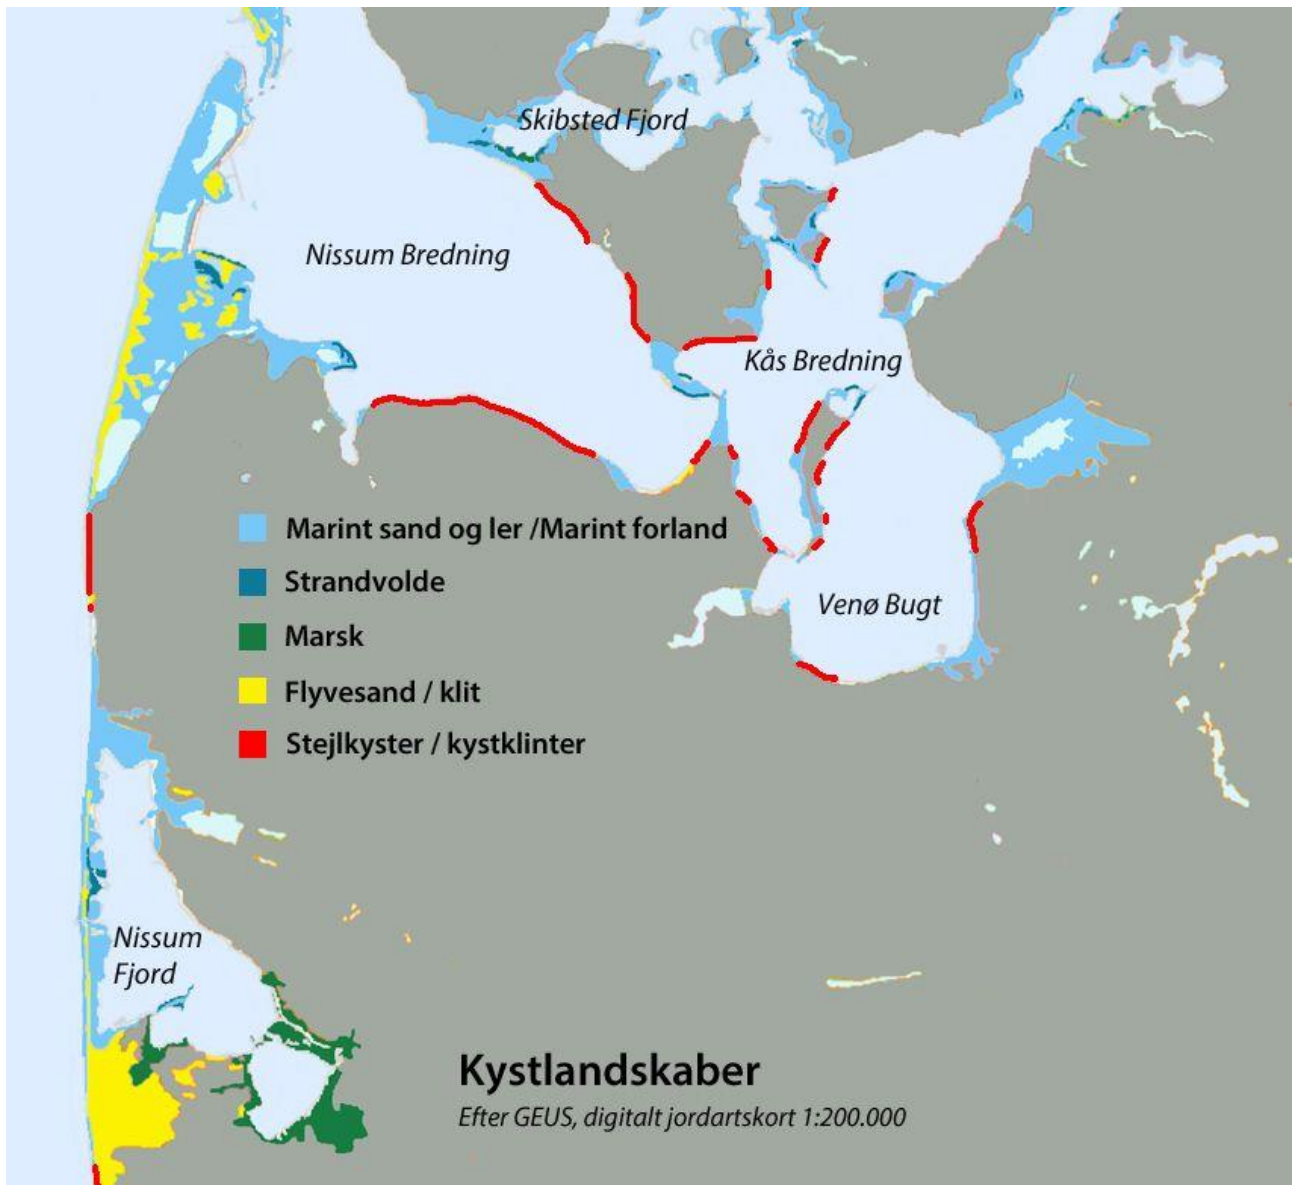 Skibsted Fjord
Nissum Bredning
Kås Bredning
Marint sand og ler /Marint forland
Strandvolde
Venø Bugt
Marsk
Flyvesand / klit
Stejlkyster / kystklinter
Nissum
Fjord
Kystlandskaber
Efter GEUS, digitalt jordartskort 1:200.000